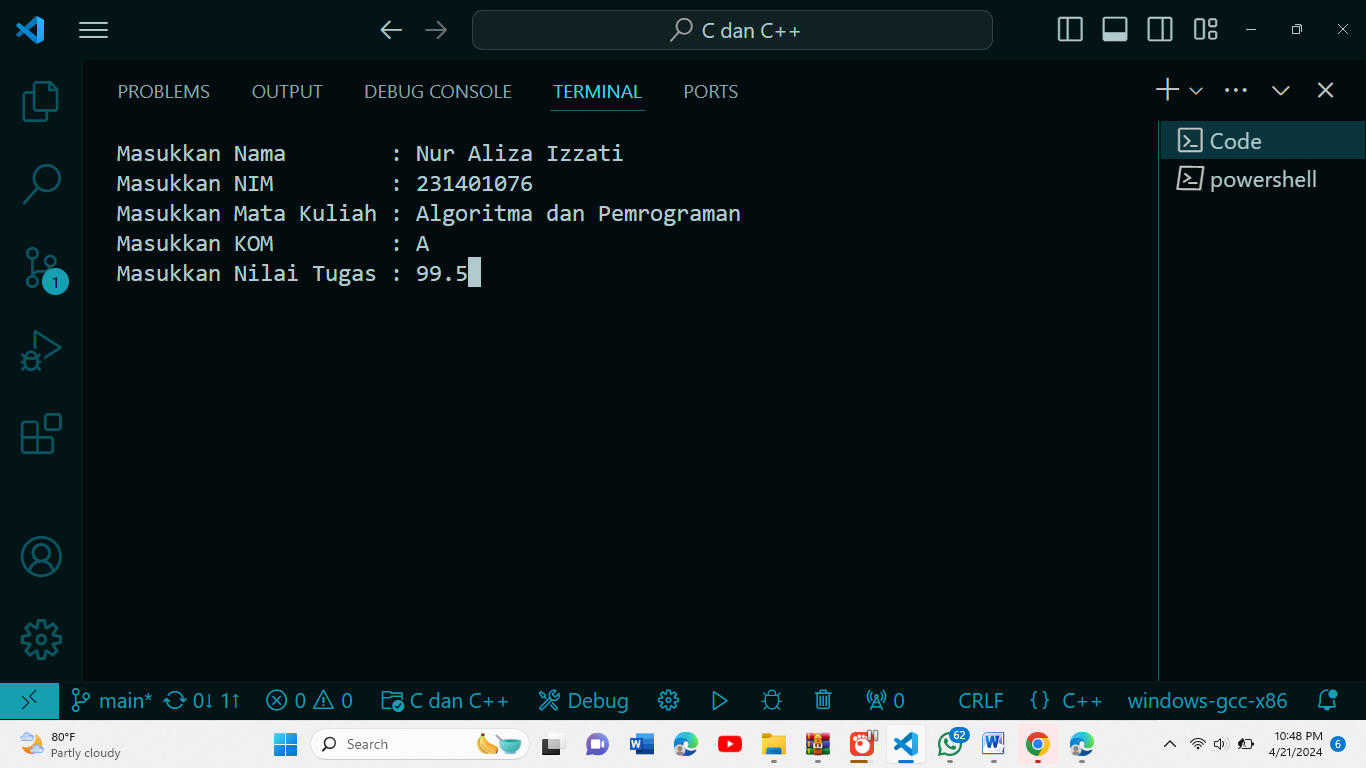 C dan C++
PROBLEMS OUTPUT DEBUG CONSOLE TERMINAL PORTS
Masukkan Nama : Nur Aliza Izzati
Masukkan NIM : 231401076
Masukkan Mata Kuliah : Algoritma dan Pemrograman
Masukkan KOM : A
Masukkan Nilai Tugas : 99.5
Code
powershell
1
main* 0↓ 1↑ 0 0 C dan C++ Debug 0 CRLF {} C++ windows-gcc-x86
80°F
Partly cloudy
Search
62
10:48 PM
4/21/2024
6